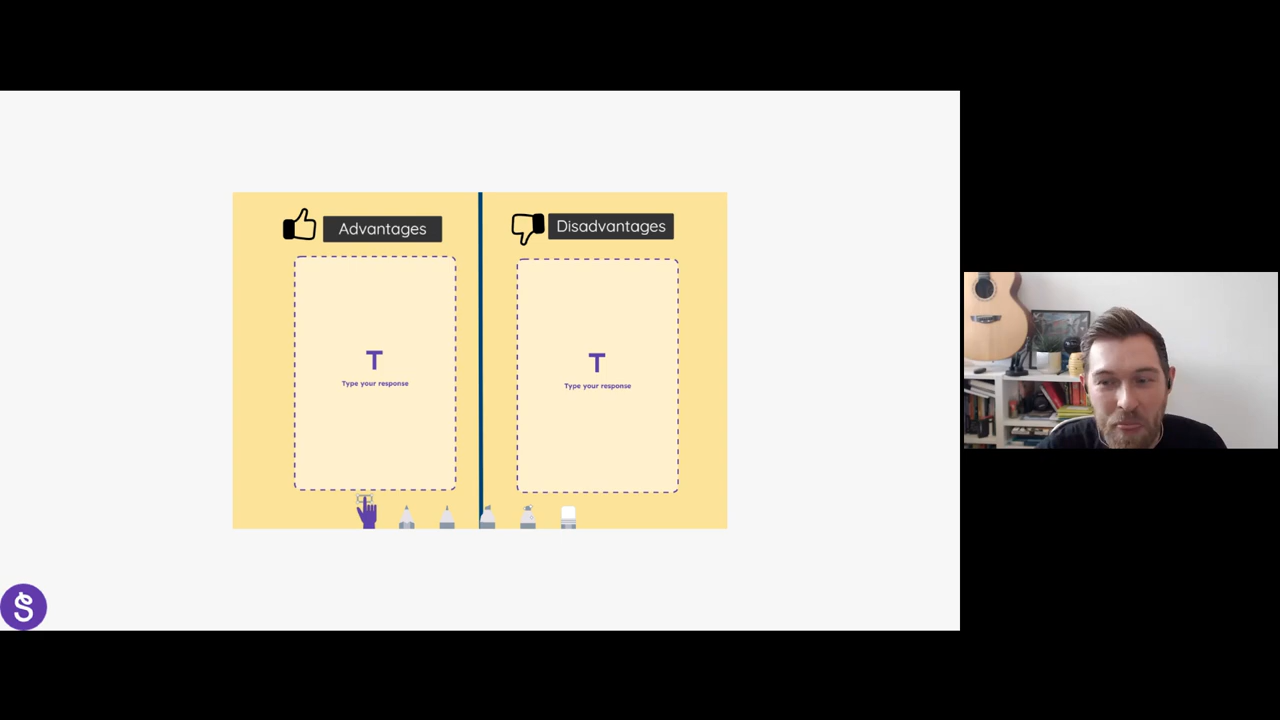 Advantages
Disadvantages
T
Type your response
T
Type your response
S